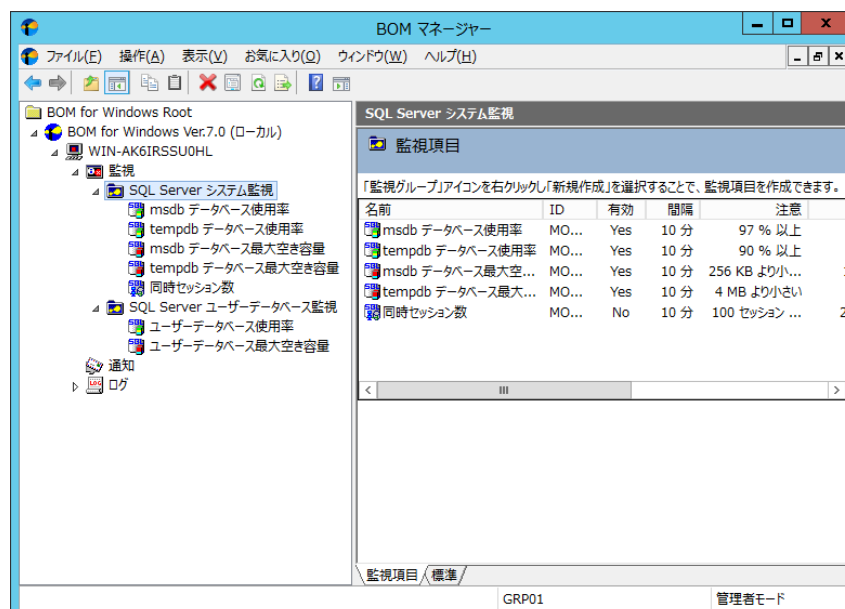 BOM マネージャー
ファイル(F) 操作(A) 表示(V) お気に入り(O) ウィンドウ(W) ヘルプ(H)
BOM for Windows Root
BOM for Windows Ver.7.0 (ローカル)
WIN-AK6IRSSU0HL
監視
SQL Server システム監視
msdb データベース使用率
tempdb データベース使用率
msdb データベース最大空き容量
tempdb データベース最大空き容量
同時セッション数
SQL Server ユーザーデータベース監視
ユーザーデータベース使用率
ユーザーデータベース最大空き容量
通知
ログ
SQL Server システム監視
監視項目
「監視グループ」アイコンを右クリックし「新規作成」を選択することで、監視項目を作成できます。
名前 ID 有効 間隔 注意
msdb データベース使用率 MO... Yes 10 分 97 % 以上
tempdb データベース使用率 MO... Yes 10 分 90 % 以上
msdb データベース最大空... MO... Yes 10 分 256 KB より小...
tempdb データベース最大... MO... Yes 10 分 4 MB より小さい
同時セッション数 MO... No 10 分 100 セッション ... 2
監視項目 標準
GRP01 管理者モード